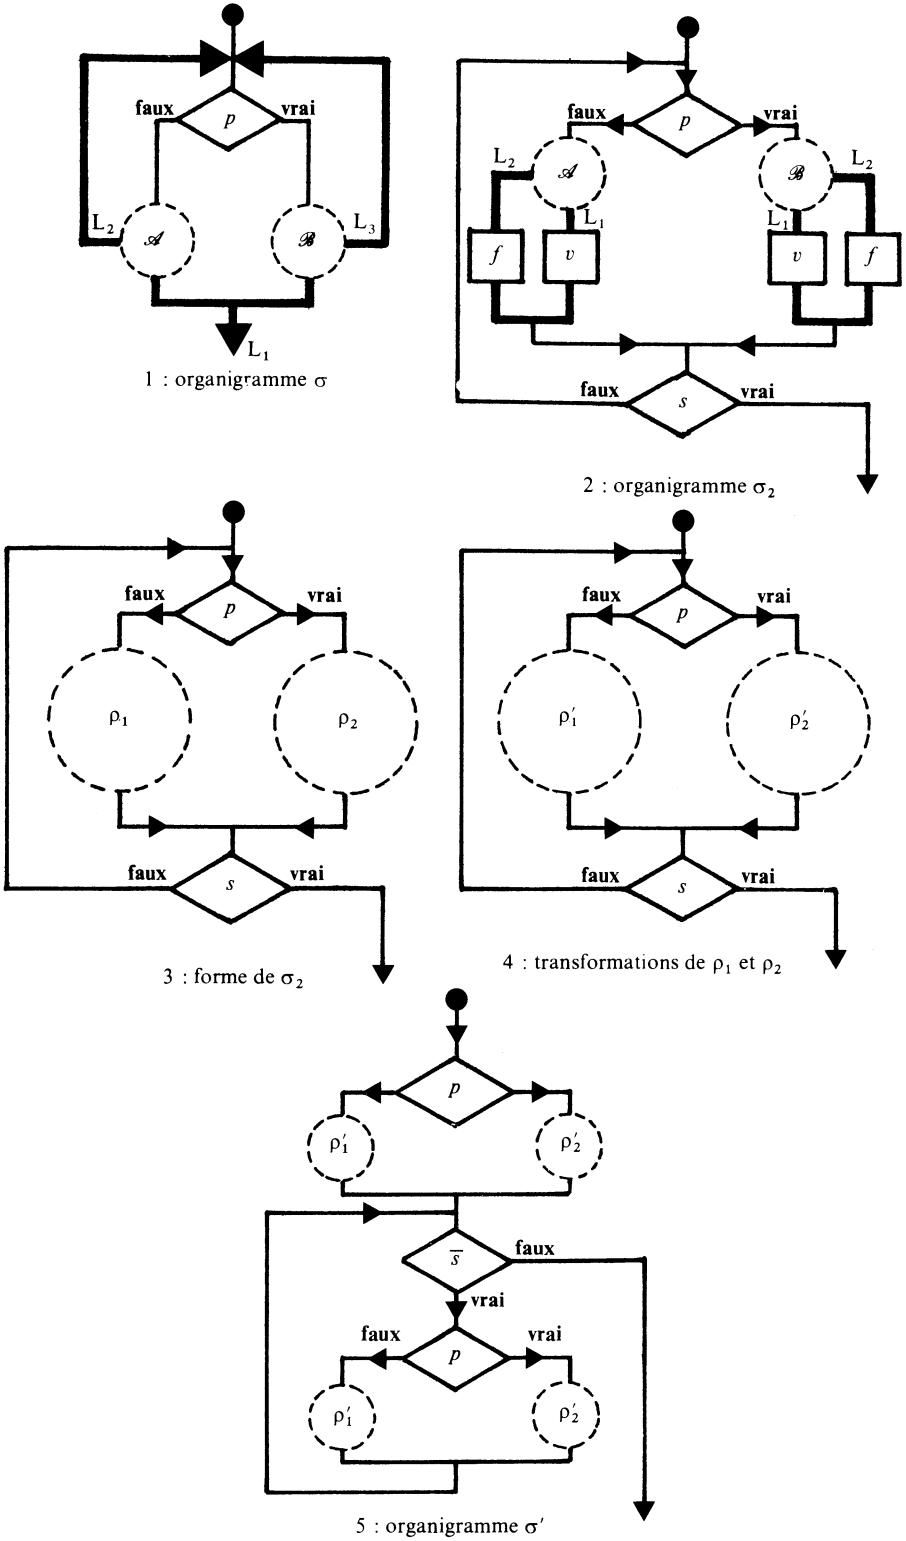 faux p vrai
L₂ 𝒜 ℬ L₃
L₁
1 : organigramme σ
faux p vrai
L₂ 𝒜 ℬ L₂
L₁ L₁
f v v f
faux s vrai
2 : organigramme σ₂
faux p vrai
ρ₁ ρ₂
faux s vrai
3 : forme de σ₂
faux p vrai
ρ′₁ ρ′₂
faux s vrai
4 : transformations de ρ₁ et ρ₂
p
ρ′₁ ρ′₂
s̅ faux
vrai
faux p vrai
ρ′₁ ρ′₂
5 : organigramme σ′